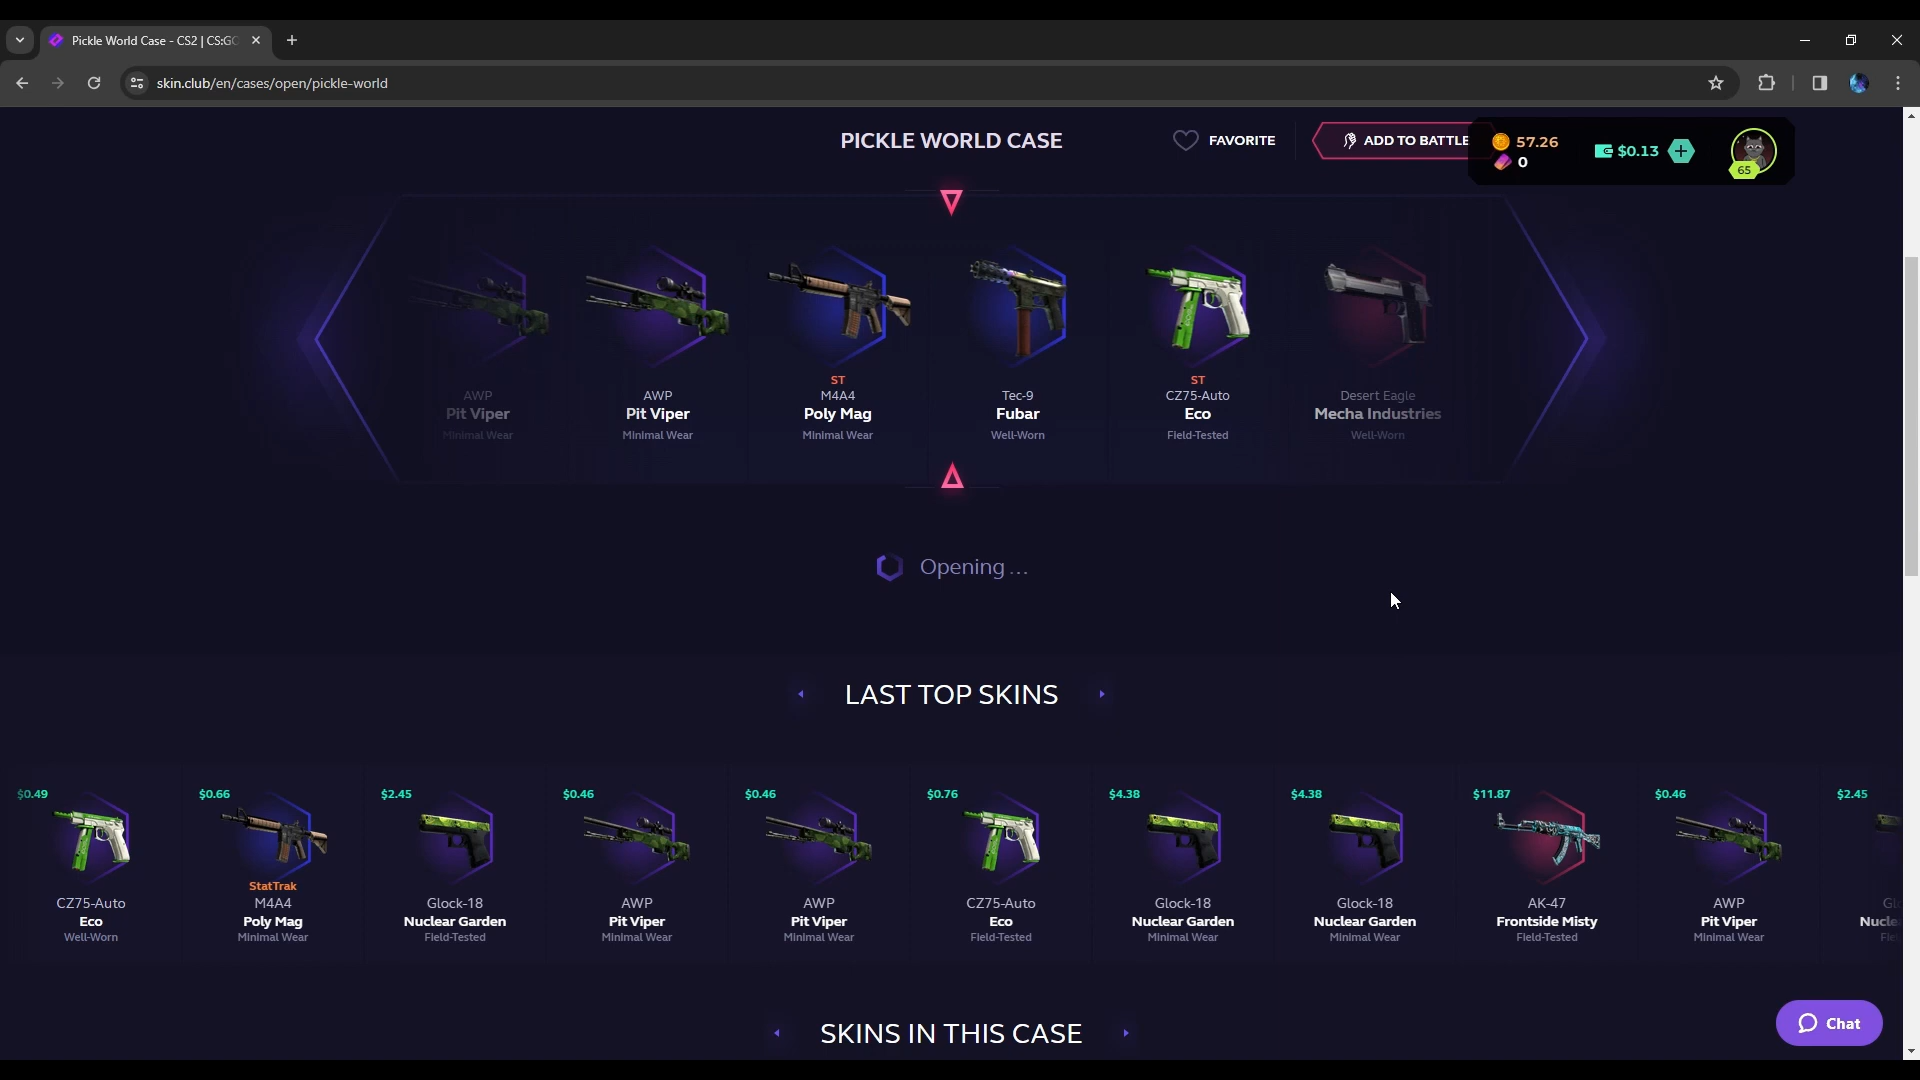 Pickle World Case - CS2 | CS:GO
skin.club/en/cases/open/pickle-world
PICKLE WORLD CASE
FAVORITE
ADD TO BATTLE
57.26
0
$0.13
65
AWP
Pit Viper
Minimal Wear
AWP
Pit Viper
Minimal Wear
ST
M4A4
Poly Mag
Minimal Wear
Tec-9
Fubar
Well-Worn
ST
CZ75-Auto
Eco
Field-Tested
Desert Eagle
Mecha Industries
Well-Worn
Opening...
LAST TOP SKINS
$0.49
CZ75-Auto
Eco
Well-Worn
$0.66
StatTrak
M4A4
Poly Mag
Minimal Wear
$2.45
Glock-18
Nuclear Garden
Field-Tested
$0.46
AWP
Pit Viper
Minimal Wear
$0.46
AWP
Pit Viper
Minimal Wear
$0.76
CZ75-Auto
Eco
Field-Tested
$4.38
Glock-18
Nuclear Garden
Minimal Wear
$4.38
Glock-18
Nuclear Garden
Minimal Wear
$11.87
AK-47
Frontside Misty
Field-Tested
$0.46
AWP
Pit Viper
Minimal Wear
$2.45
SKINS IN THIS CASE
Chat